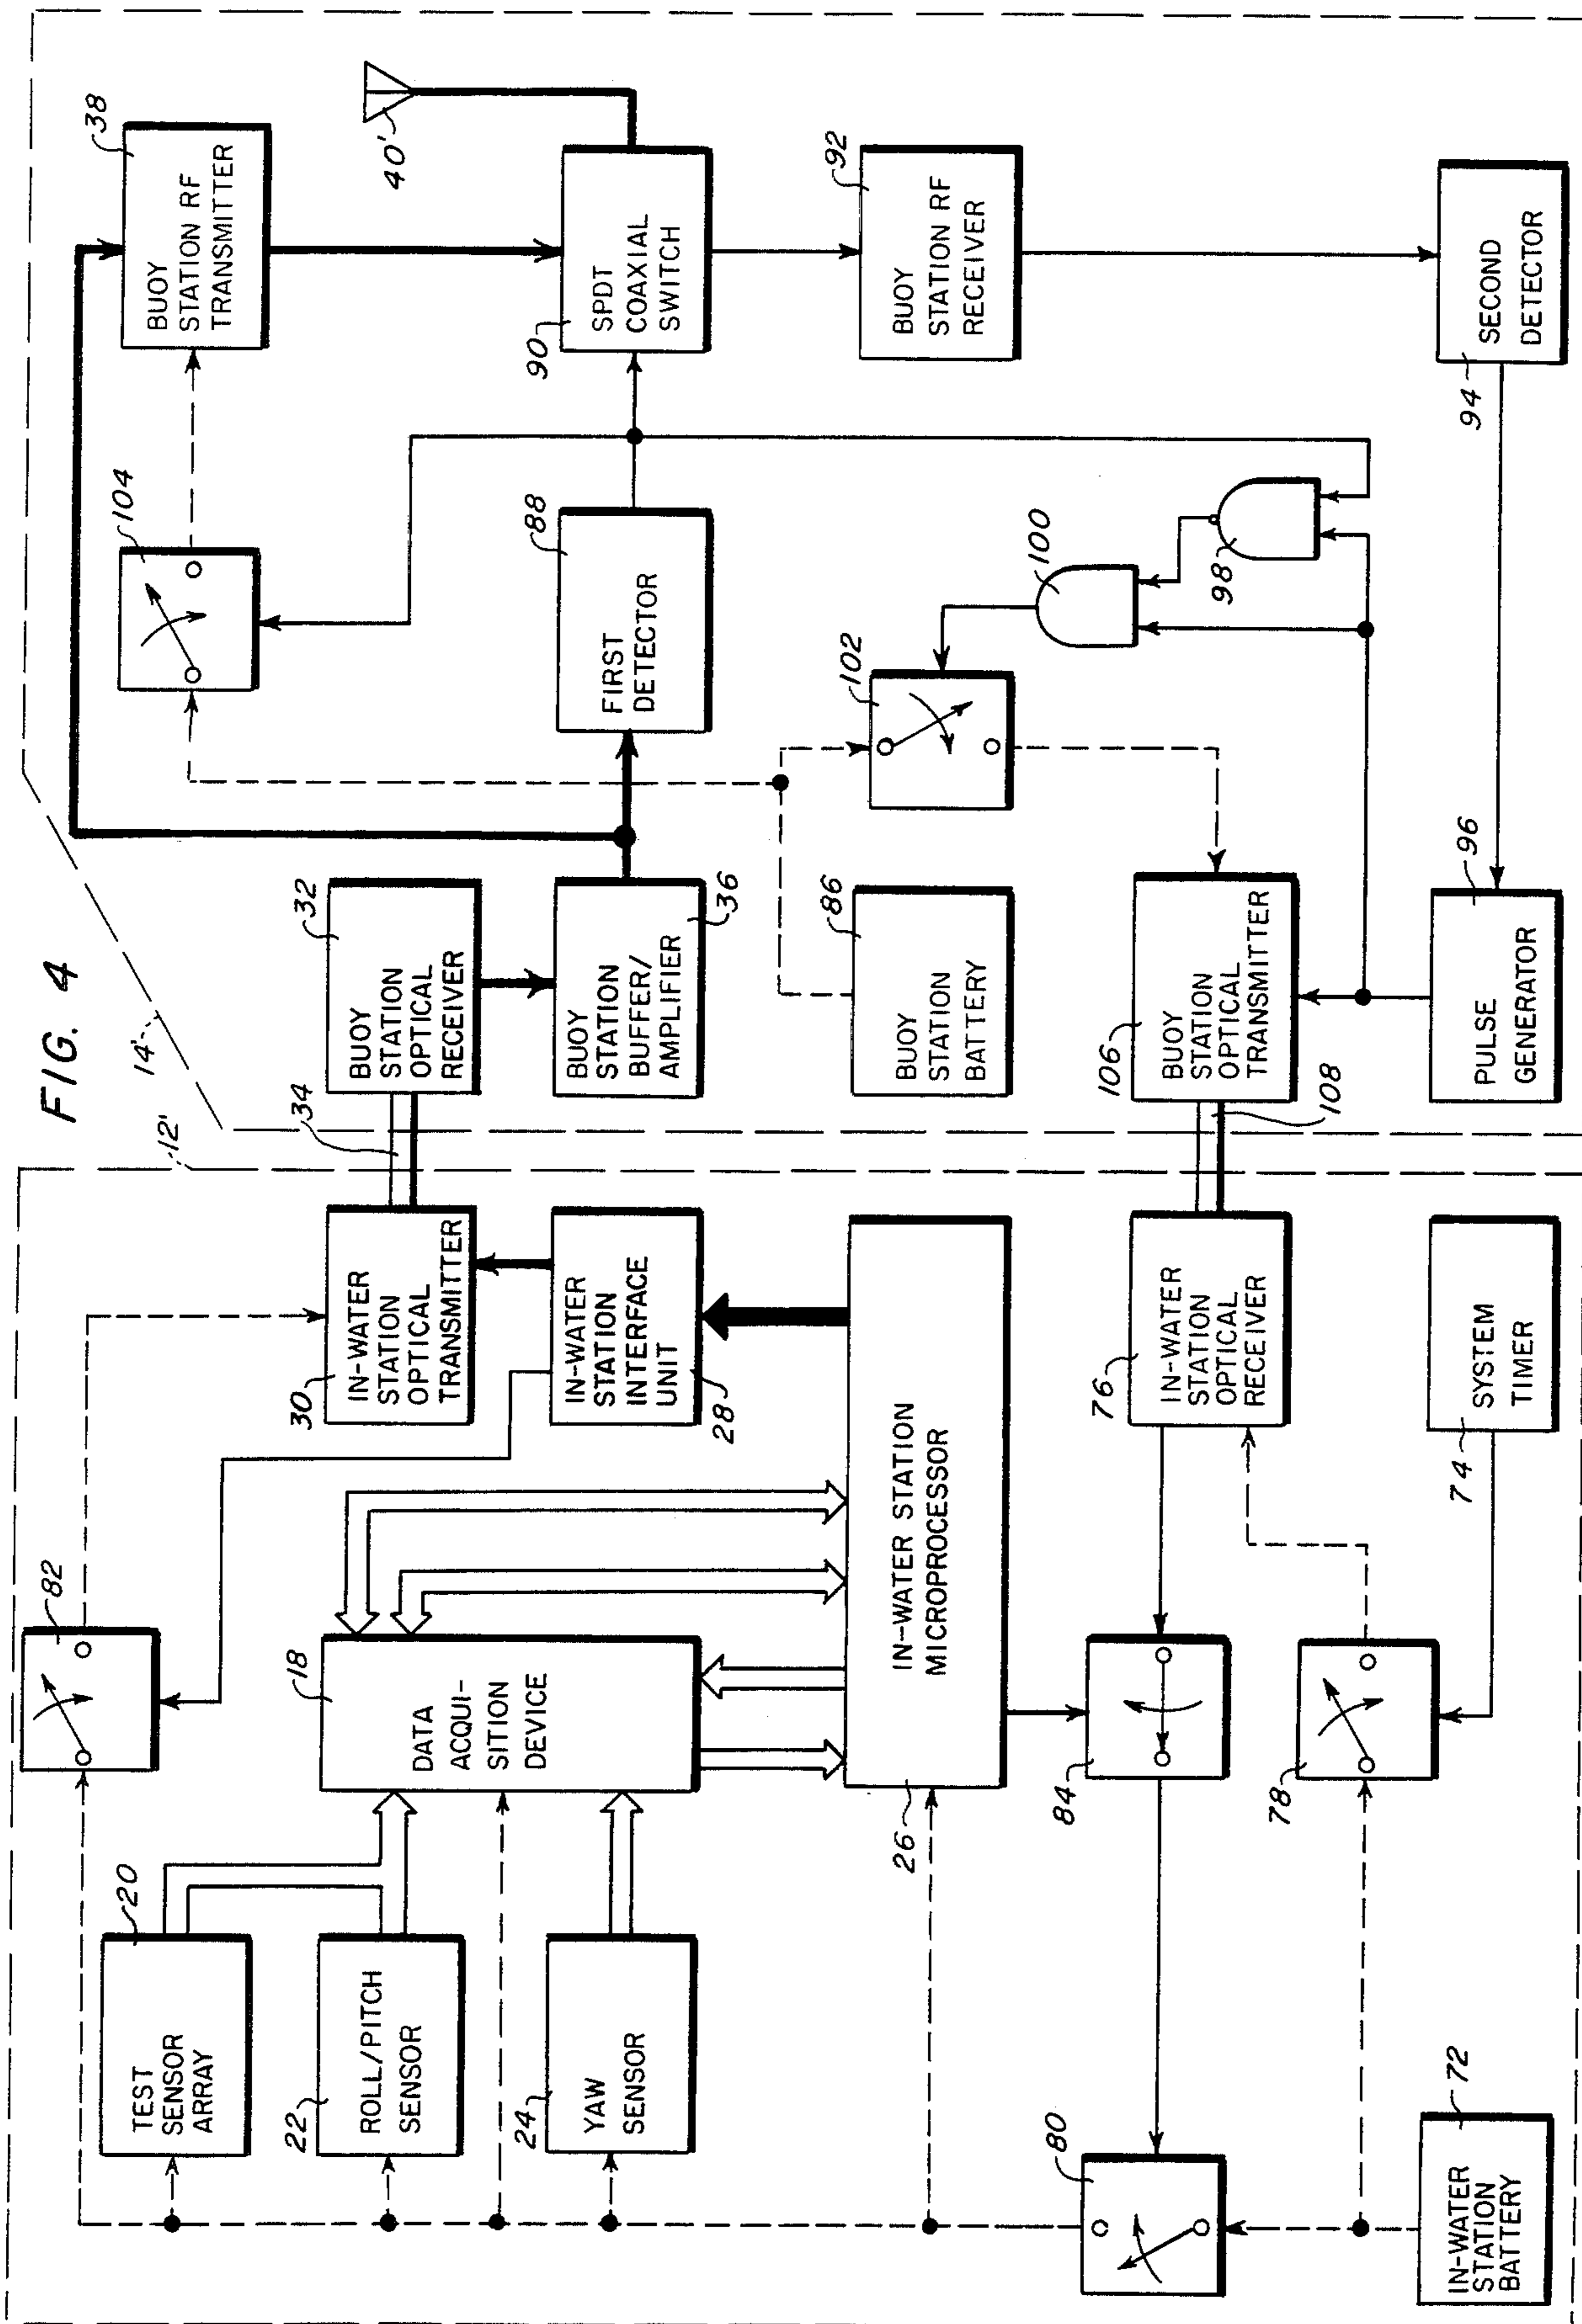 FIG. 4
12'
14'
82
20
TEST
SENSOR
ARRAY
22
ROLL/PITCH
SENSOR
24
YAW
SENSOR
18
DATA
ACQUI-
SITION
DEVICE
30
IN-WATER
STATION
OPTICAL
TRANSMITTER
IN-WATER
STATION
INTERFACE
UNIT
28
IN-WATER STATION
MICROPROCESSOR
26
80
84
76
IN-WATER
STATION
OPTICAL
RECEIVER
78
74
SYSTEM
TIMER
72
IN-WATER
STATION
BATTERY
34
32
BUOY
STATION
OPTICAL
RECEIVER
BUOY
STATION
BUFFER/
AMPLIFIER
36
86
BUOY
STATION
BATTERY
106
BUOY
STATION
OPTICAL
TRANSMITTER
108
96
PULSE
GENERATOR
104
88
FIRST
DETECTOR
102
100
98
38
BUOY
STATION RF
TRANSMITTER
40'
90
SPDT
COAXIAL
SWITCH
92
BUOY
STATION RF
RECEIVER
94
SECOND
DETECTOR